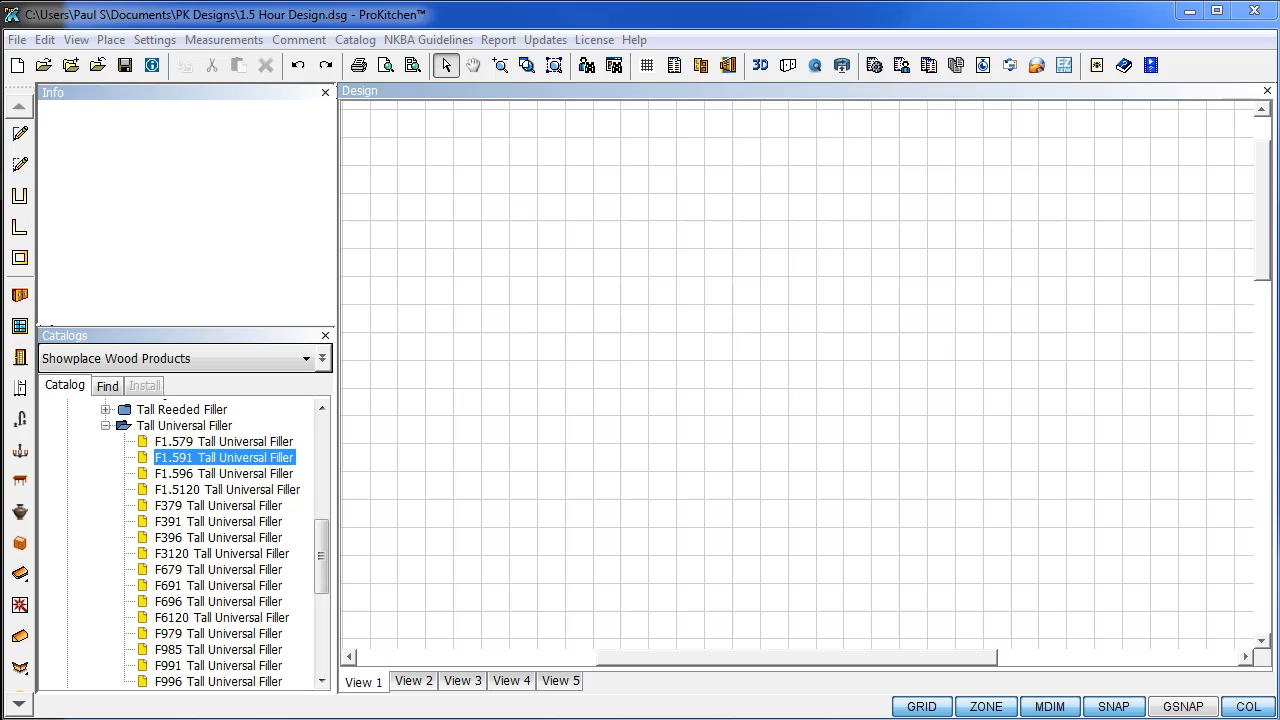 C:\Users\Paul S\Documents\PK Designs\1.5 Hour Design.dsg - ProKitchen™
File Edit View Place Settings Measurements Comment Catalog NKBA Guidelines Report Updates License Help
3D EZ
Info
Design
Catalogs
Showplace Wood Products
Catalog Find Install
Tall Reeded Filler
Tall Universal Filler
F1.579 Tall Universal Filler
F1.591 Tall Universal Filler
F1.596 Tall Universal Filler
F1.5120 Tall Universal Filler
F379 Tall Universal Filler
F391 Tall Universal Filler
F396 Tall Universal Filler
F3120 Tall Universal Filler
F679 Tall Universal Filler
F691 Tall Universal Filler
F696 Tall Universal Filler
F6120 Tall Universal Filler
F979 Tall Universal Filler
F985 Tall Universal Filler
F991 Tall Universal Filler
F996 Tall Universal Filler
View 1 View 2 View 3 View 4 View 5
GRID ZONE MDIM SNAP GSNAP COL